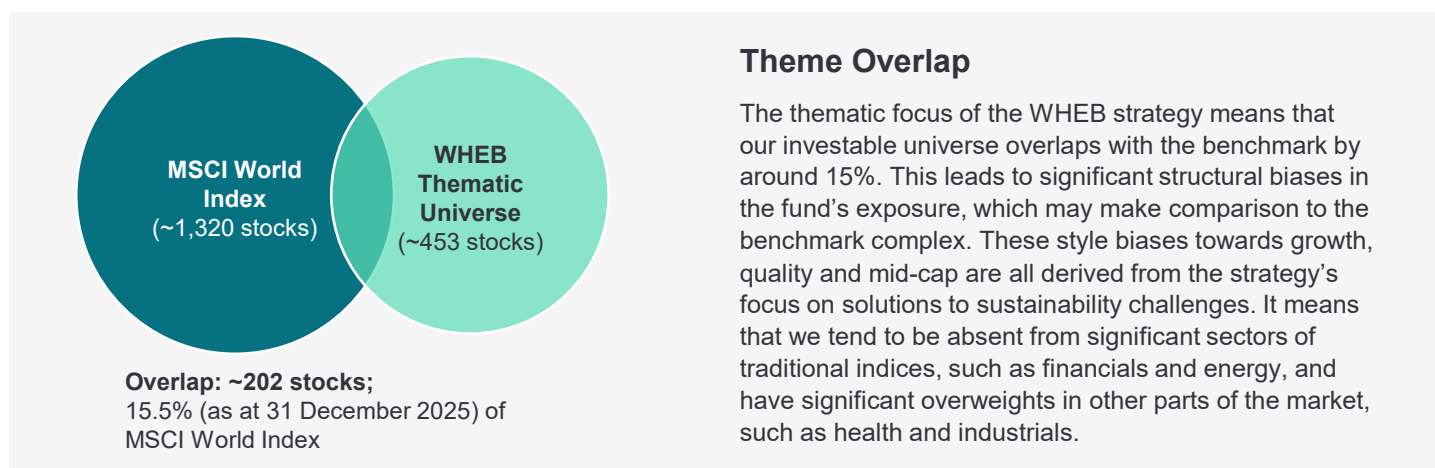 MSCI World
Index
(~1,320 stocks)
WHEB
Thematic
Universe
(~453 stocks)
Overlap: ~202 stocks;
15.5% (as at 31 December 2025) of
MSCI World Index
Theme Overlap
The thematic focus of the WHEB strategy means that
our investable universe overlaps with the benchmark by
around 15%. This leads to significant structural biases in
the fund’s exposure, which may make comparison to the
benchmark complex. These style biases towards growth,
quality and mid-cap are all derived from the strategy’s
focus on solutions to sustainability challenges. It means
that we tend to be absent from significant sectors of
traditional indices, such as financials and energy, and
have significant overweights in other parts of the market,
such as health and industrials.